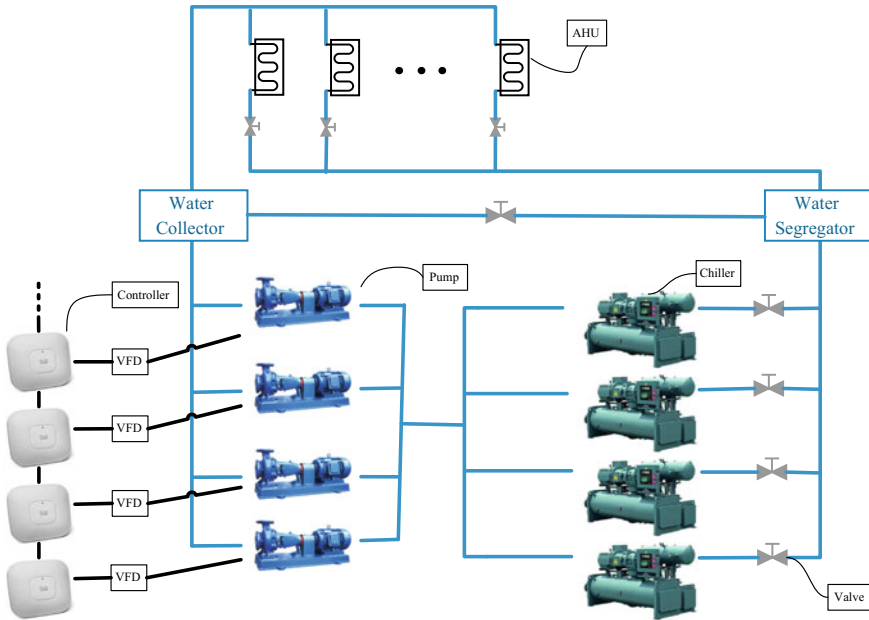 AHU
Water
Collector
Water
Segregator
Controller
Pump
Chiller
VFD
VFD
VFD
VFD
Valve